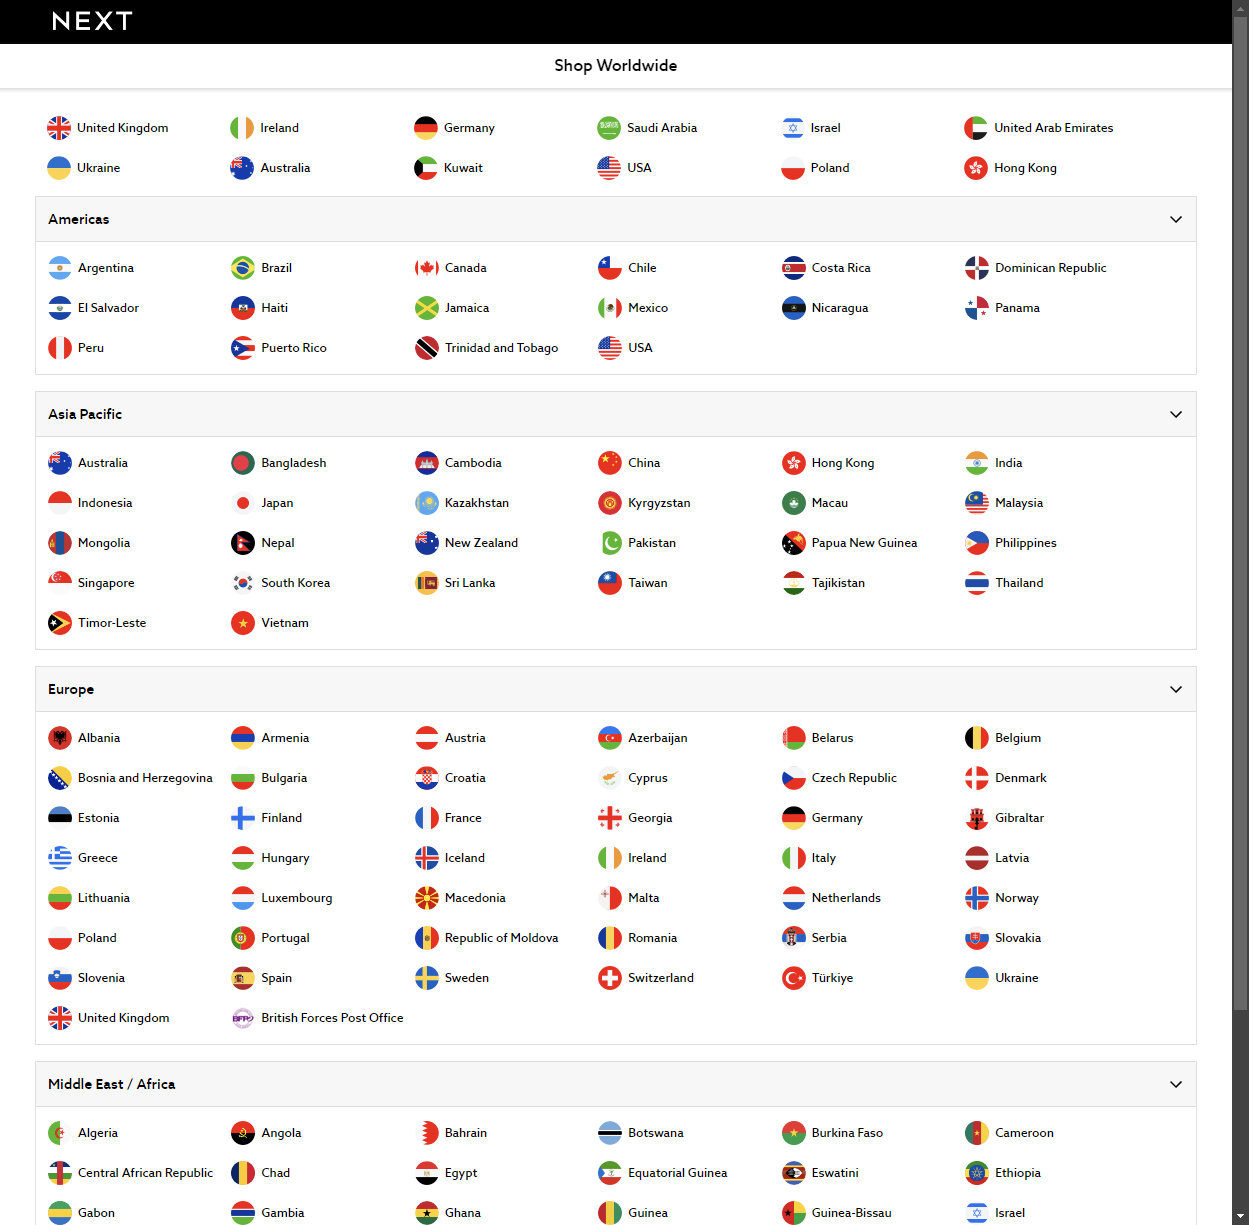 NEXT
Shop Worldwide
United Kingdom Ireland Germany Saudi Arabia Israel United Arab Emirates
Ukraine Australia Kuwait USA Poland Hong Kong
Americas
Argentina Brazil Canada Chile Costa Rica Dominican Republic
El Salvador Haiti Jamaica Mexico Nicaragua Panama
Peru Puerto Rico Trinidad and Tobago USA
Asia Pacific
Australia Bangladesh Cambodia China Hong Kong India
Indonesia Japan Kazakhstan Kyrgyzstan Macau Malaysia
Mongolia Nepal New Zealand Pakistan Papua New Guinea Philippines
Singapore South Korea Sri Lanka Taiwan Tajikistan Thailand
Timor-Leste Vietnam
Europe
Albania Armenia Austria Azerbaijan Belarus Belgium
Bosnia and Herzegovina Bulgaria Croatia Cyprus Czech Republic Denmark
Estonia Finland France Georgia Germany Gibraltar
Greece Hungary Iceland Ireland Italy Latvia
Lithuania Luxembourg Macedonia Malta Netherlands Norway
Poland Portugal Republic of Moldova Romania Serbia Slovakia
Slovenia Spain Sweden Switzerland Türkiye Ukraine
United Kingdom BFPO British Forces Post Office
Middle East / Africa
Algeria Angola Bahrain Botswana Burkina Faso Cameroon
Central African Republic Chad Egypt Equatorial Guinea Eswatini Ethiopia
Gabon Gambia Ghana Guinea Guinea-Bissau Israel